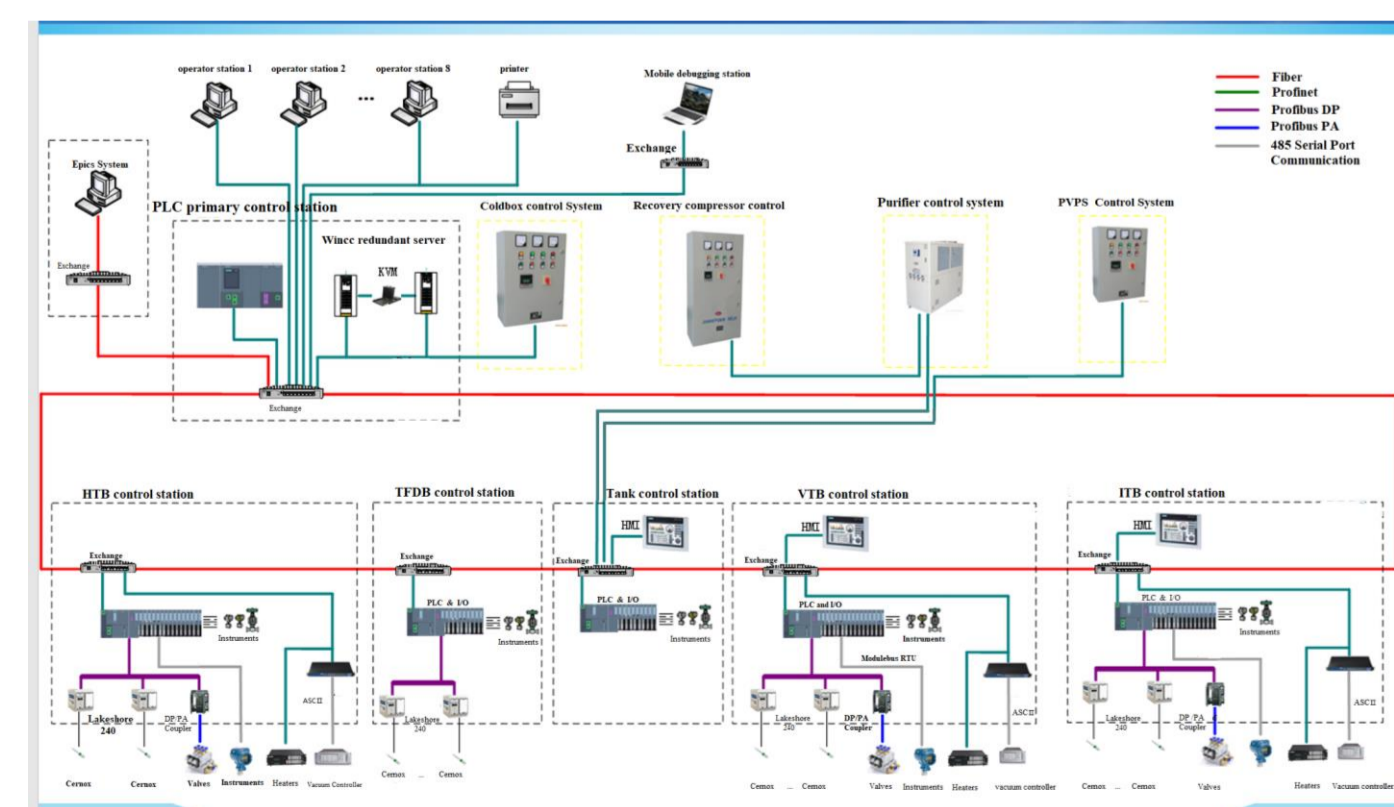 operator station 1
operator station 2
...
operator station 8
printer
Mobile debugging station
Fiber
Profinet
Profibus DP
Profibus PA
485 Serial Port
Communication
Exchange
Epics System
Exchange
PLC primary control station
Wincc redundant server
KVM
Exchange
Coldbox control System
Recovery compressor control
Purifier control system
PVPS Control System
HTB control station
Exchange
Instruments
Lakeshore
240
DP/PA
Coupler
ASCII
Cernox
Cernox
Valves
Instruments
Heaters
Vacuum Controller
TFDB control station
Exchange
PLC & I/O
Instruments
Lakeshore
240
Cernox
...
Cernox
Tank control station
HMI
Exchange
PLC & I/O
Instruments
VTB control station
HMI
Exchange
PLC and I/O
Instruments
Modulebus RTU
Lakeshore
240
DP/PA
Coupler
ASCII
Cernox
...
Cernox
Valves
Instruments
Heaters
vacuum controller
ITB control station
HMI
Exchange
PLC & I/O
Instruments
Lakeshore
240
DP/PA
Coupler
ASCII
Cernox
...
Cernox
Valves
Heaters
Vacuum controller